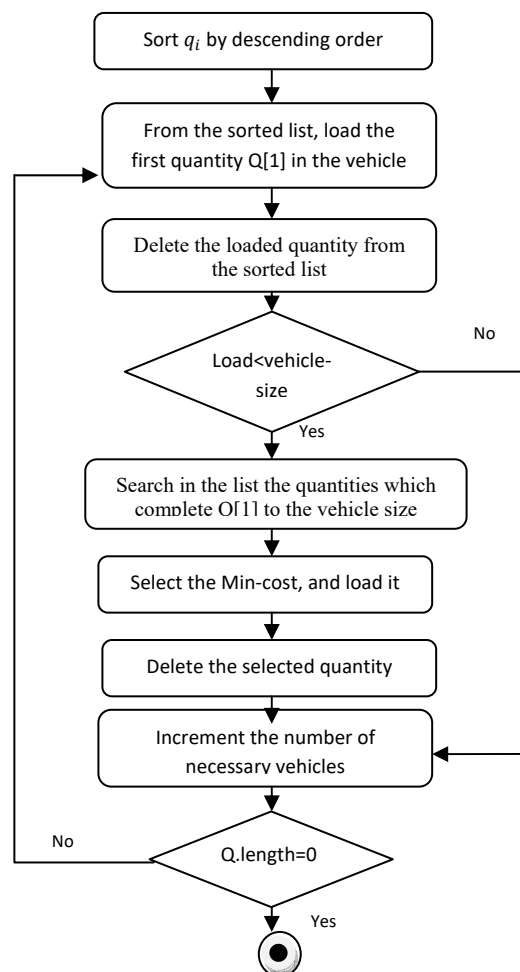 Sort qᵢ by descending order
From the sorted list, load the
first quantity Q[1] in the vehicle
Delete the loaded quantity from
the sorted list
No
Load<vehicle-
size
Yes
Search in the list the quantities which
complete Q[1] to the vehicle size
Select the Min-cost, and load it
Delete the selected quantity
Increment the number of
necessary vehicles
No
Q.length=0
Yes